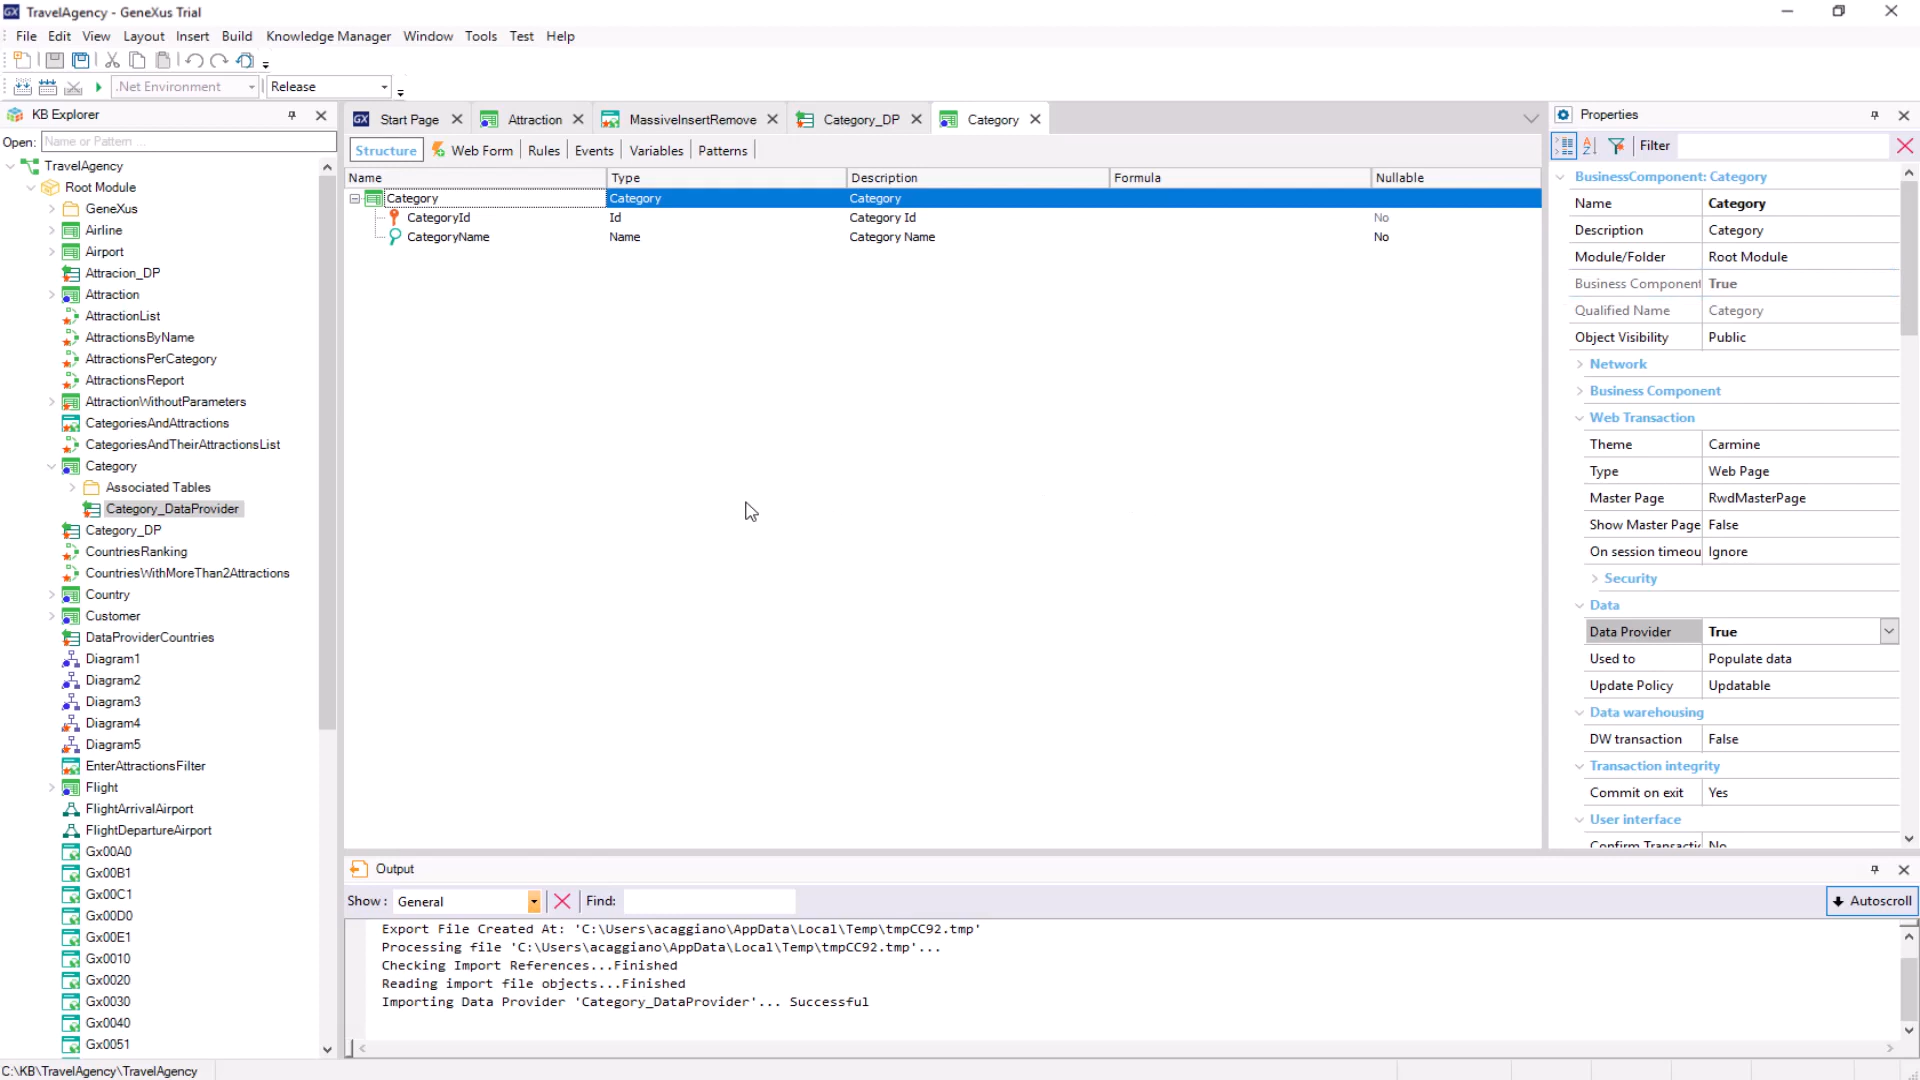 TravelAgency - GeneXus Trial
File Edit View Layout Insert Build Knowledge Manager Window Tools Test Help
.Net Environment Release
KB Explorer
Open: Name or Pattern ...
TravelAgency
Root Module
GeneXus
Airline
Airport
Attracion_DP
Attraction
AttractionList
AttractionsByName
AttractionsPerCategory
AttractionsReport
AttractionWithoutParameters
CategoriesAndAttractions
CategoriesAndTheirAttractionsList
Category
Associated Tables
Category_DataProvider
Category_DP
CountriesRanking
CountriesWithMoreThan2Attractions
Country
Customer
DataProviderCountries
Diagram1
Diagram2
Diagram3
Diagram4
Diagram5
EnterAttractionsFilter
Flight
FlightArrivalAirport
FlightDepartureAirport
Gx00A0
Gx00B1
Gx00C1
Gx00D0
Gx00E1
Gx0010
Gx0020
Gx0030
Gx0040
Gx0051
Start Page Attraction MassiveInsertRemove Category_DP Category
Structure Web Form Rules Events Variables Patterns
Name Type Description Formula Nullable
Category Category Category
CategoryId Id Category Id No
CategoryName Name Category Name No
Output
Show : General Find: Autoscroll
Export File Created At: 'C:\Users\acaggiano\AppData\Local\Temp\tmpCC92.tmp'
Processing file 'C:\Users\acaggiano\AppData\Local\Temp\tmpCC92.tmp'...
Checking Import References...Finished
Reading import file objects...Finished
Importing Data Provider 'Category_DataProvider'... Successful
Properties
Filter
BusinessComponent: Category
Name Category
Description Category
Module/Folder Root Module
Business Component True
Qualified Name Category
Object Visibility Public
Network
Business Component
Web Transaction
Theme Carmine
Type Web Page
Master Page RwdMasterPage
Show Master Page False
On session timeou Ignore
Security
Data
Data Provider True
Used to Populate data
Update Policy Updatable
Data warehousing
DW transaction False
Transaction integrity
Commit on exit Yes
User interface
Confirm Transactic No
C:\KB\TravelAgency\TravelAgency